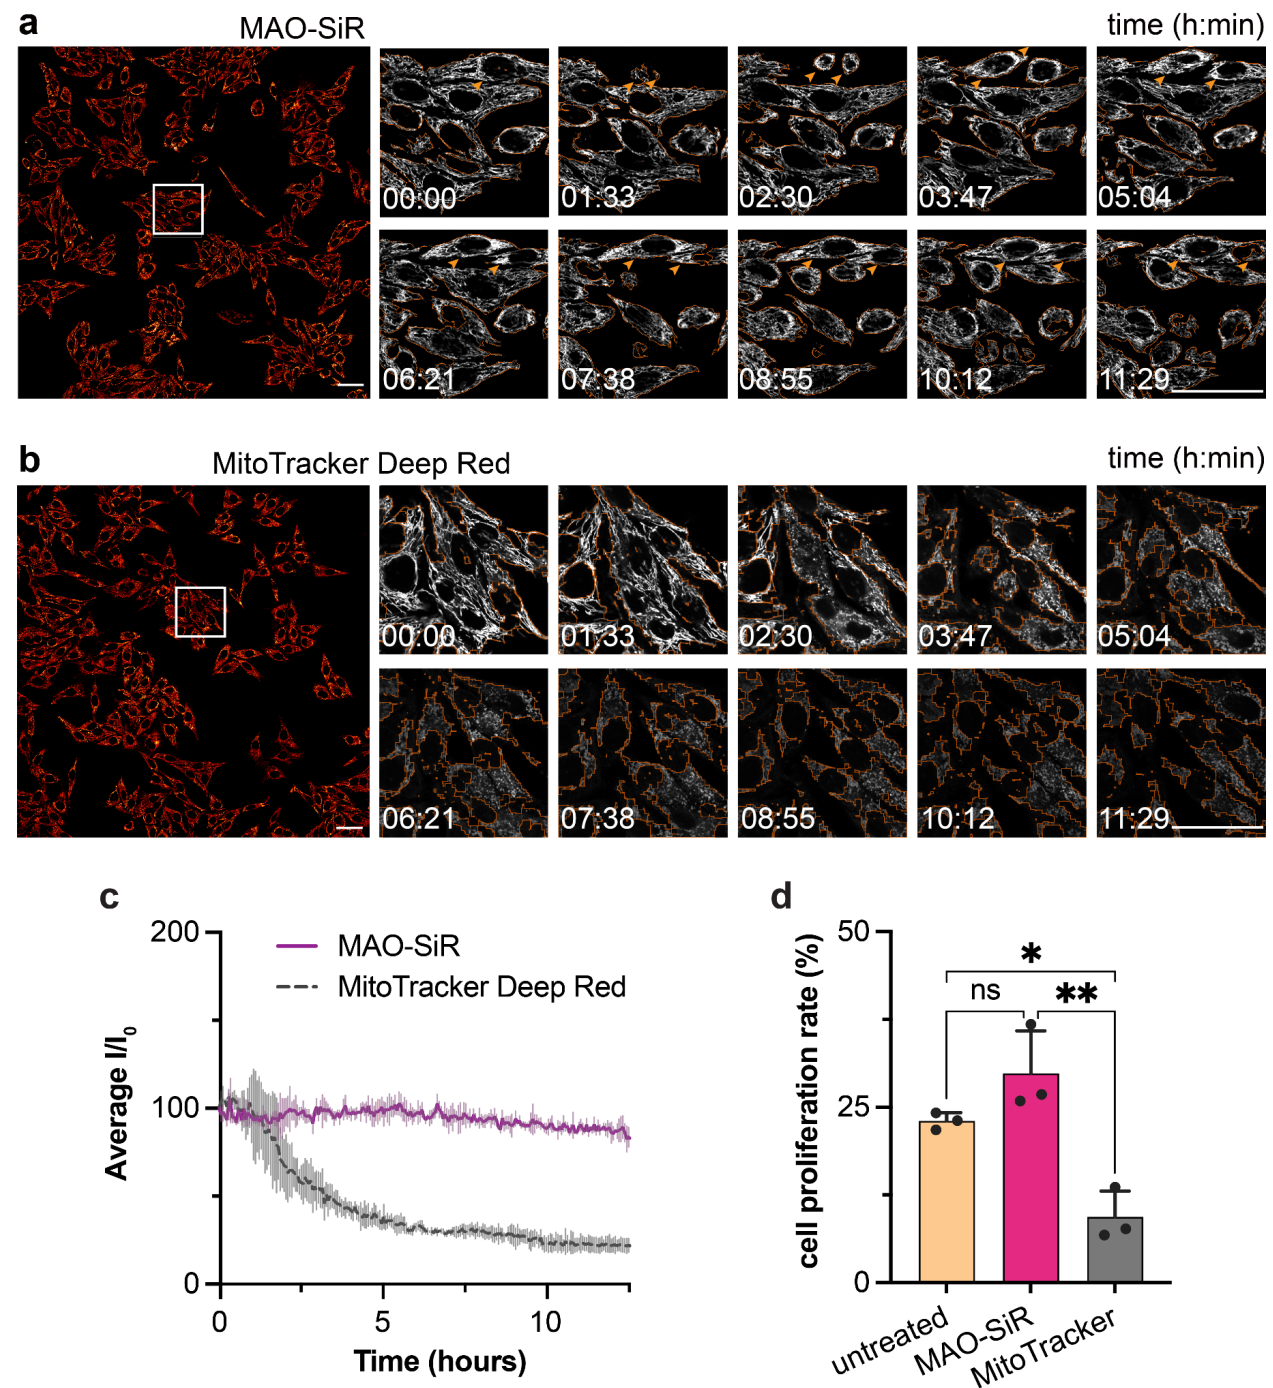 a
MAO-SiR
time (h:min)
00:00
01:33
02:30
03:47
05:04
06:21
07:38
08:55
10:12
11:29
b
MitoTracker Deep Red
time (h:min)
00:00
01:33
02:30
03:47
05:04
06:21
07:38
08:55
10:12
11:29
c
200
100
0
Average I/I0
MAO-SiR
MitoTracker Deep Red
0
5
10
Time (hours)
d
50
25
0
cell proliferation rate (%)
*
ns
**
untreated
MAO-SiR
MitoTracker